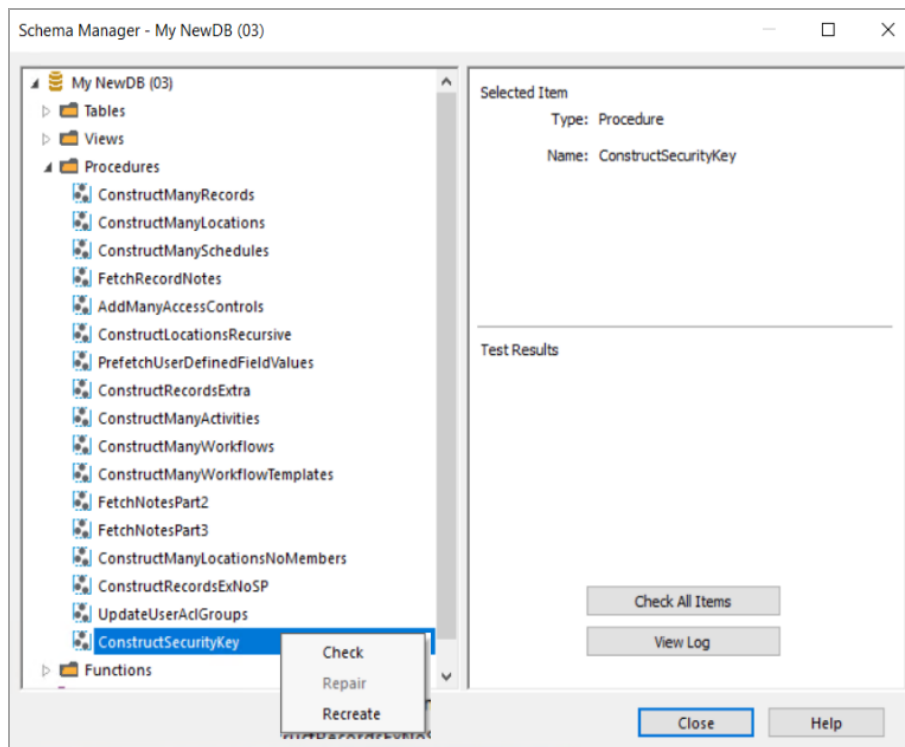 Schema Manager - My NewDB (03)
My NewDB (03)
Tables
Views
Procedures
ConstructManyRecords
ConstructManyLocations
ConstructManySchedules
FetchRecordNotes
AddManyAccessControls
ConstructLocationsRecursive
PrefetchUserDefinedFieldValues
ConstructRecordsExtra
ConstructManyActivities
ConstructManyWorkflows
ConstructManyWorkflowTemplates
FetchNotesPart2
FetchNotesPart3
ConstructManyLocationsNoMembers
ConstructRecordsExNoSP
UpdateUserAclGroups
ConstructSecurityKey
Functions
Check
Repair
Recreate
Selected Item
Type: Procedure
Name: ConstructSecurityKey
Test Results
Check All Items
View Log
Close
Help